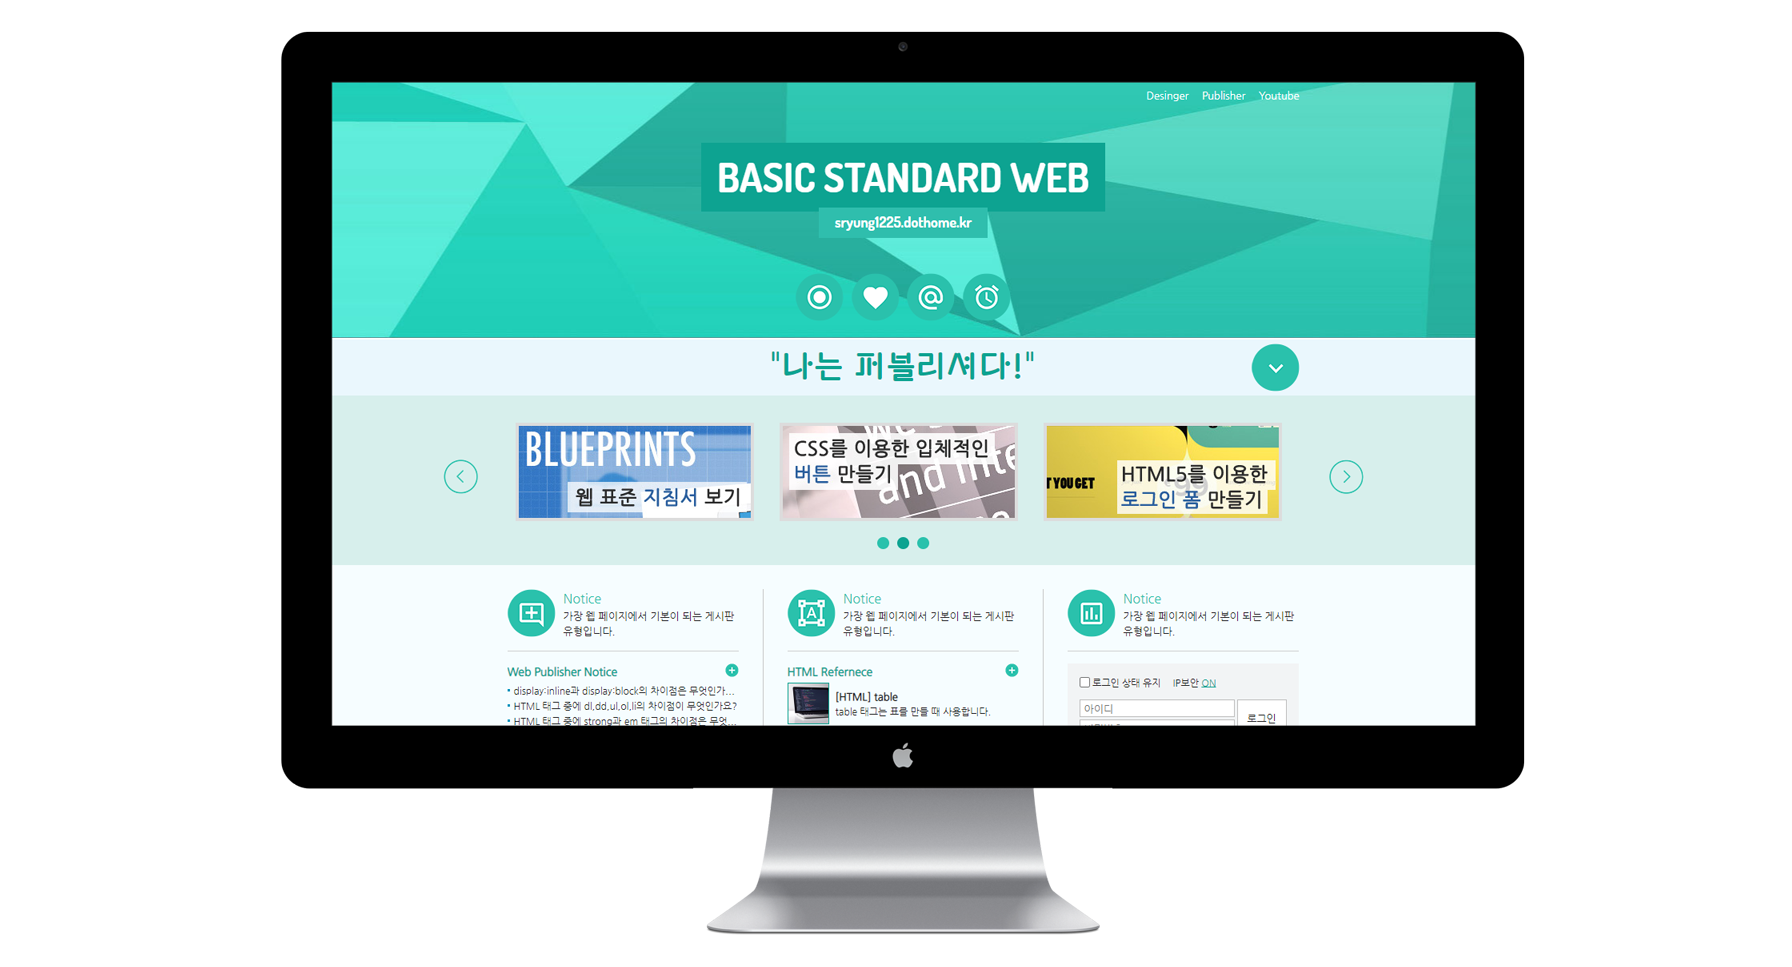 Desinger Publisher Youtube
BASIC STANDARD WEB
sryung1225.dothome.kr
"나는 퍼블리셔다!"
BLUEPRINTS
웹 표준 지침서 보기
CSS를 이용한 입체적인
버튼 만들기
and inte
T YOU GET
HTML5를 이용한
로그인 폼 만들기
Notice
가장 웹 페이지에서 기본이 되는 게시판
유형입니다.
Web Publisher Notice
display:inline과 display:block의 차이점은 무엇인가...
HTML 태그 중에 dl,dd,ul,ol,li의 차이점이 무엇인가요?
HTML 태그 중에 strong과 em 태그의 차이점은 무엇...
Notice
가장 웹 페이지에서 기본이 되는 게시판
유형입니다.
HTML Refernece
[HTML] table
table 태그는 표를 만들 때 사용합니다.
Notice
가장 웹 페이지에서 기본이 되는 게시판
유형입니다.
로그인 상태 유지 IP보안 ON
아이디
로그인